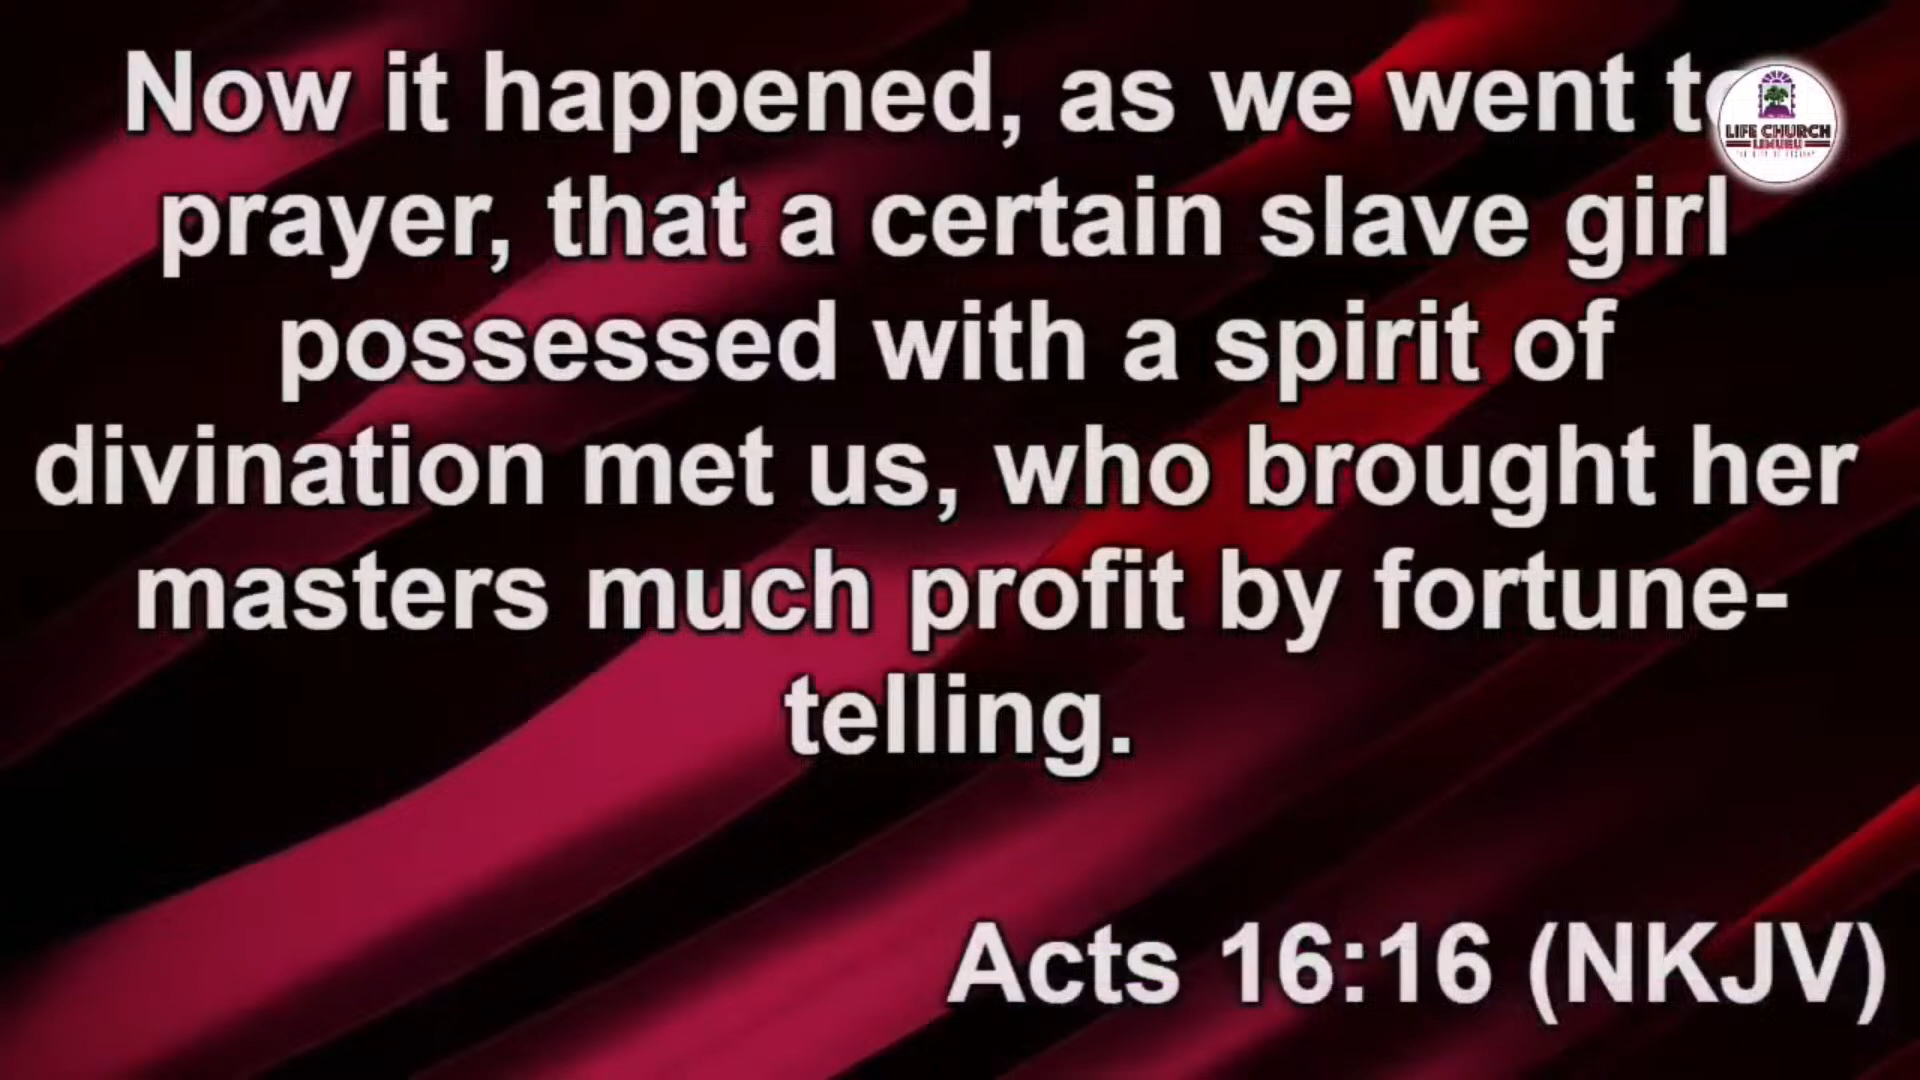 Now it happened, as we went to
prayer, that a certain slave girl
possessed with a spirit of
divination met us, who brought her
masters much profit by fortune-
telling.
Acts 16:16 (NKJV)
LIFE CHURCH
LIMURU